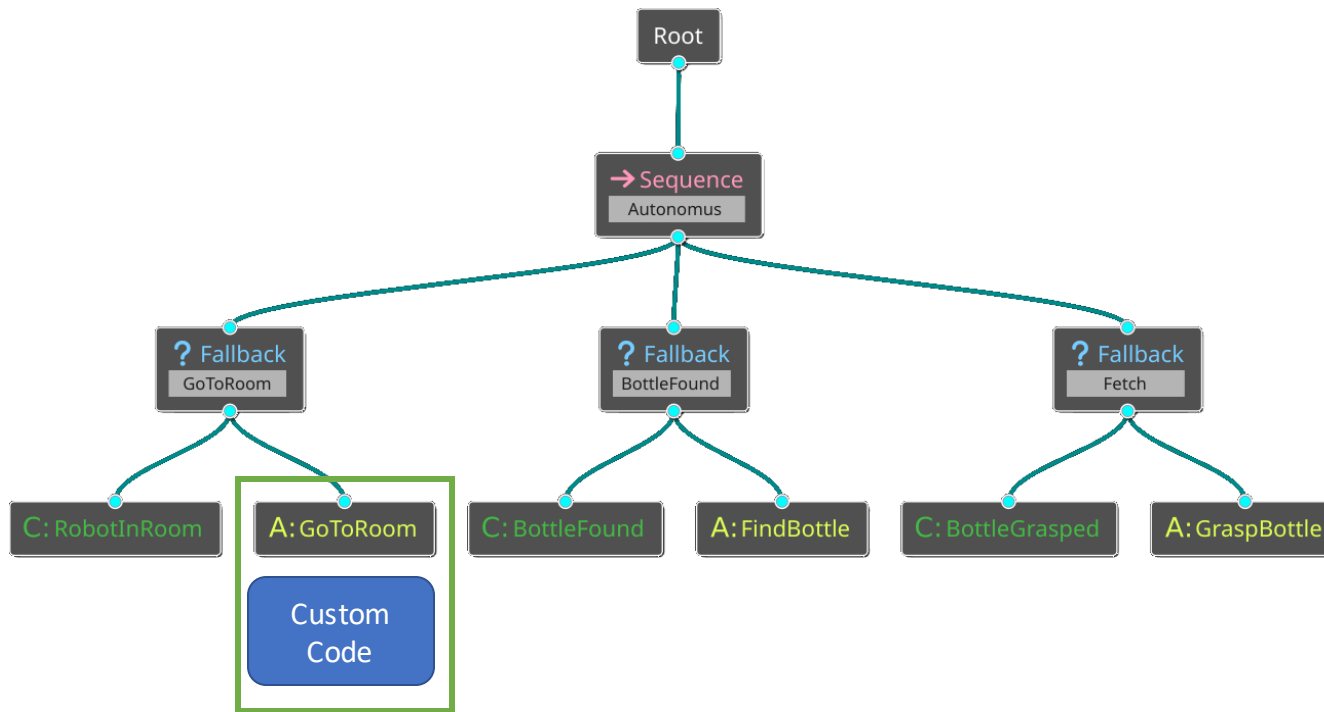 Root
→ Sequence
Autonomus
? Fallback
GoToRoom
? Fallback
BottleFound
? Fallback
Fetch
C: RobotInRoom
A: GoToRoom
C: BottleFound
A: FindBottle
C: BottleGrasped
A: GraspBottle
Custom
Code